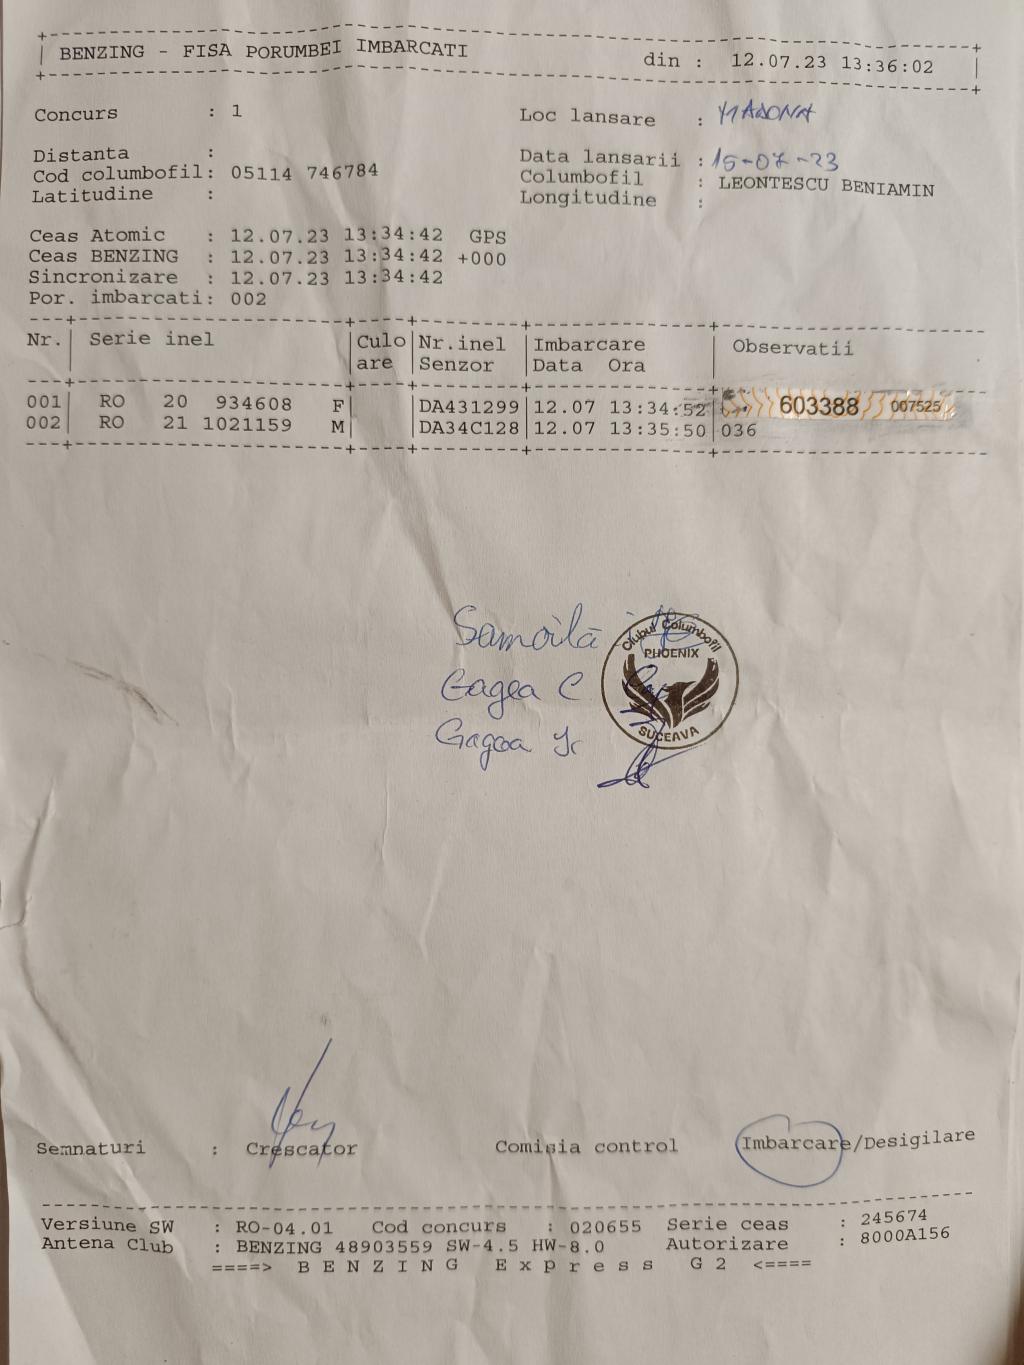 BENZING - FISA PORUMBEI IMBARCATI din : 12.07.23 13:36:02
Concurs : 1 Loc lansare : MADONA
Distanta : Data lansarii : 15-07-23
Cod columbofil: 05114 746784 Columbofil : LEONTESCU BENIAMIN
Latitudine : Longitudine :
Ceas Atomic : 12.07.23 13:34:42 GPS
Ceas BENZING : 12.07.23 13:34:42 +000
Sincronizare : 12.07.23 13:34:42
Por. imbarcati: 002
Nr.| Serie inel |Culo|Nr.inel |Imbarcare | Observatii
|are |Senzor |Data Ora |
001| RO 20 934608 F| |DA431299|12.07 13:34:52| 603388 007525
002| RO 21 1021159 M| |DA34C128|12.07 13:35:50|036
Samoilă
Gagea C
Gagea Jr
Clubul Columbofil
PHOENIX
SUCEAVA
Semnaturi : Crescator Comisia control Imbarcare/Desigilare
Versiune SW : RO-04.01 Cod concurs : 020655 Serie ceas : 245674
Antena Club : BENZING 48903559 SW-4.5 HW-8.0 Autorizare : 8000A156
====> B E N Z I N G E x p r e s s G 2 <====